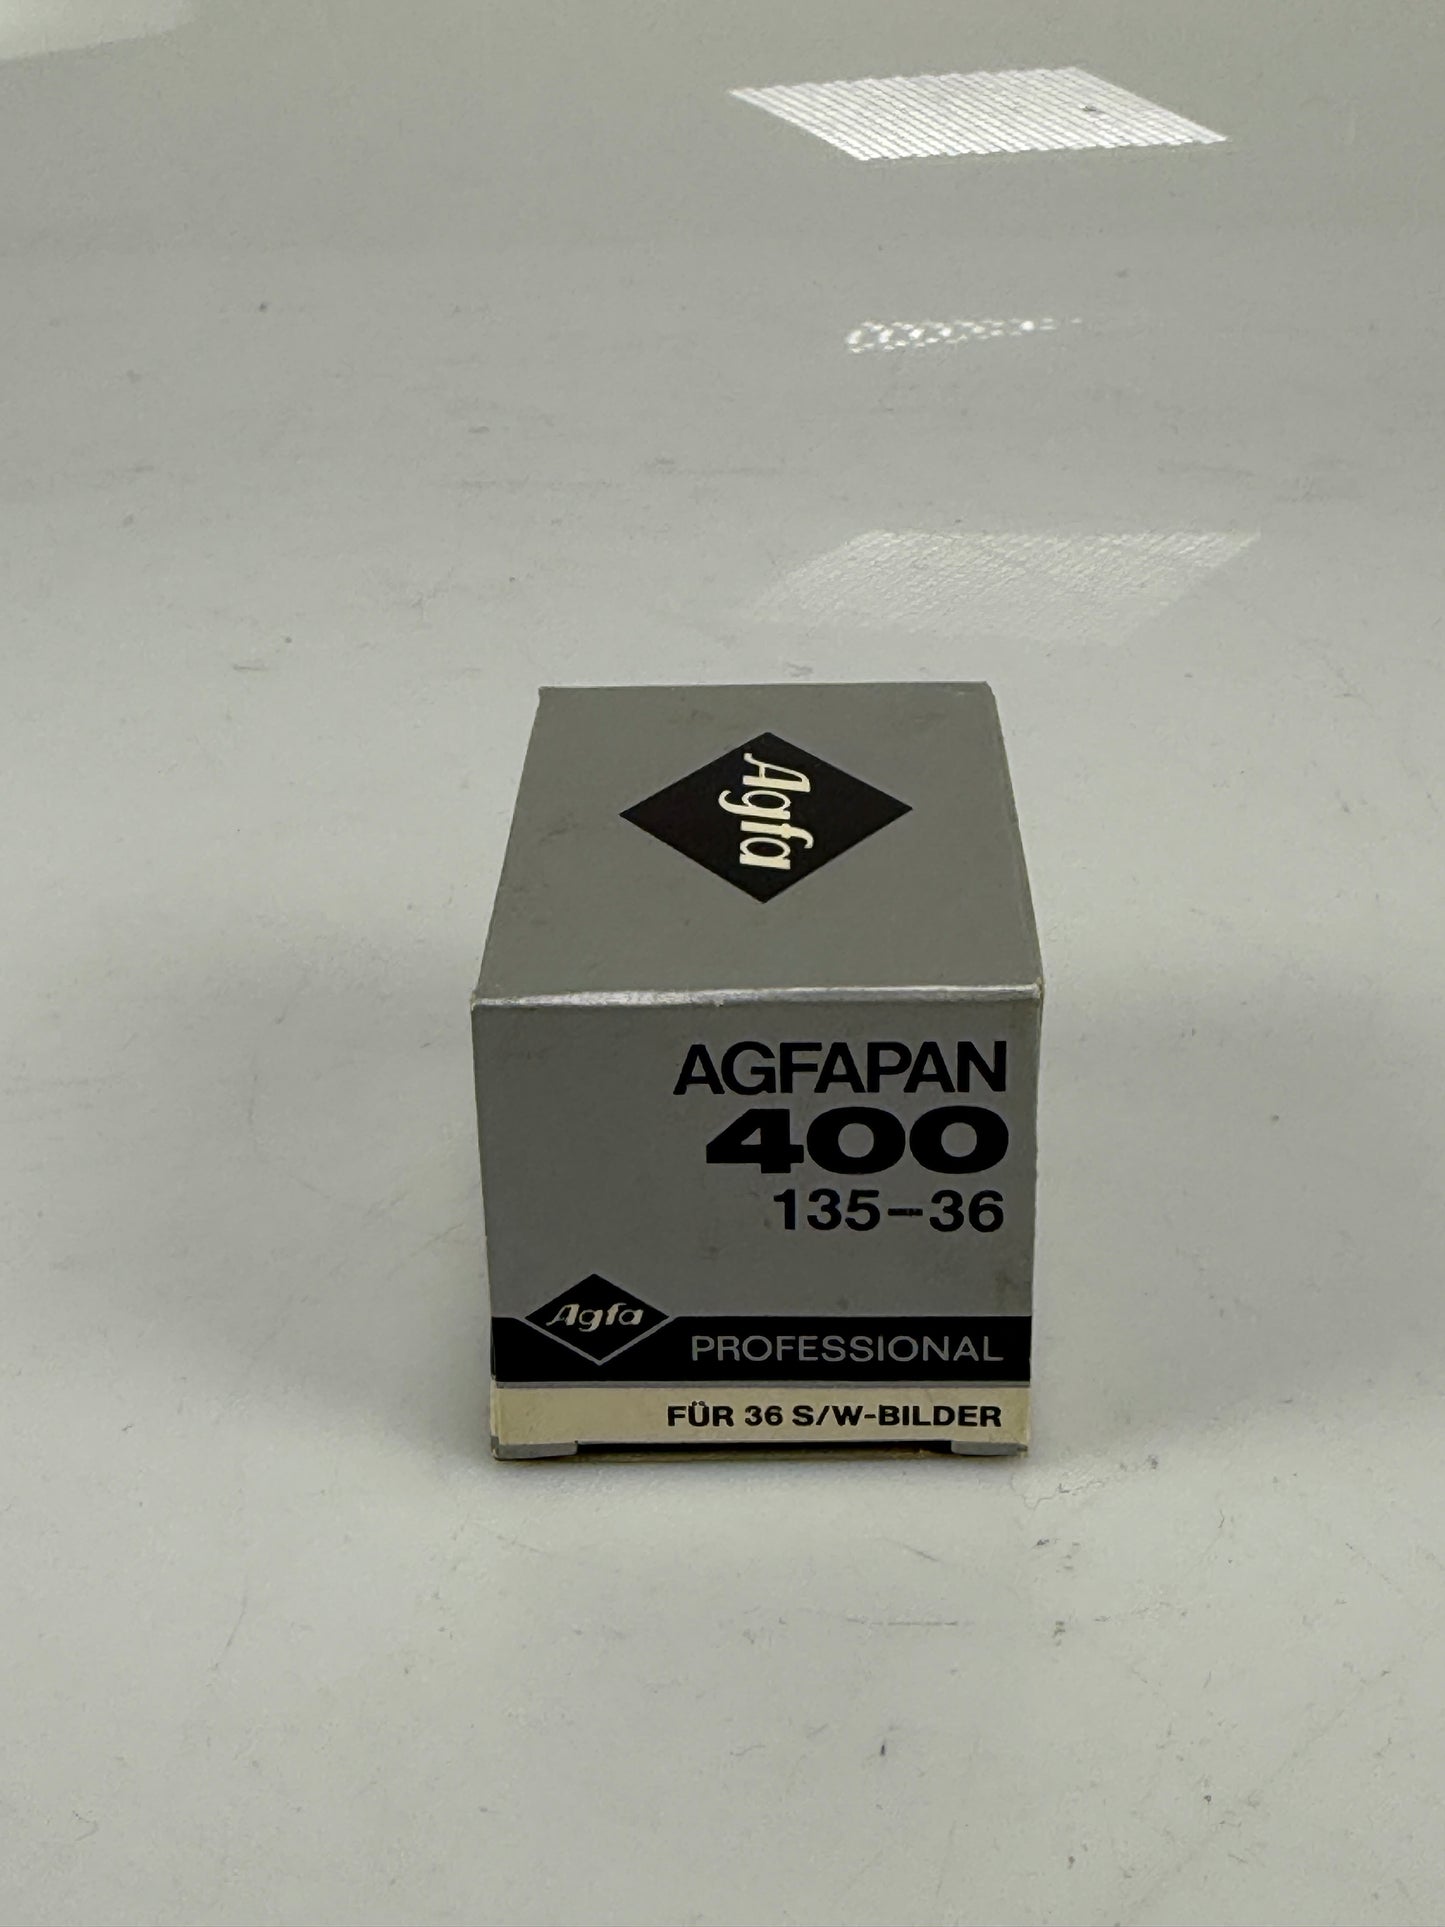 Agfa
AGFAPAN
400
135-36
Agfa
PROFESSIONAL
FÜR 36 S/W-BILDER